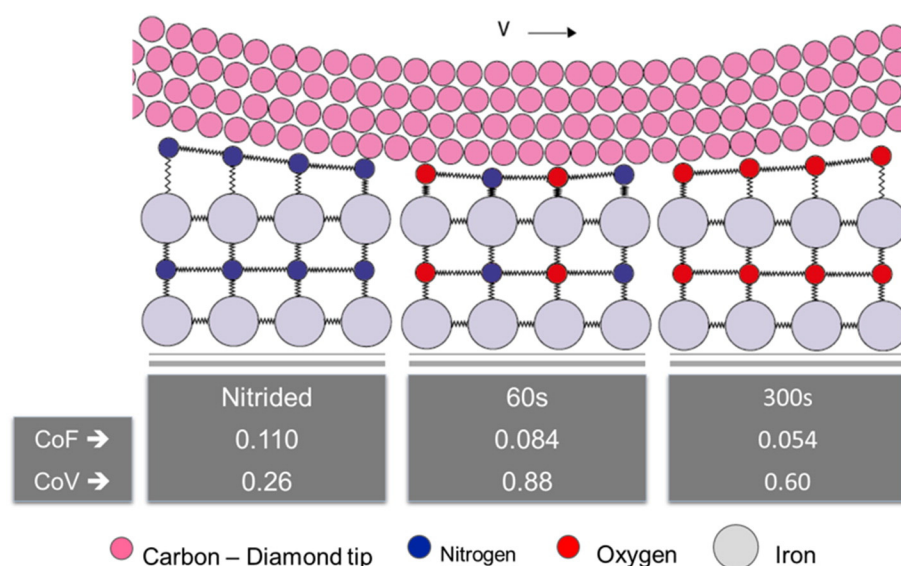 V
Nitrided 60s 300s
CoF ➔ 0.110 0.084 0.054
CoV ➔ 0.26 0.88 0.60
Carbon – Diamond tip Nitrogen Oxygen Iron